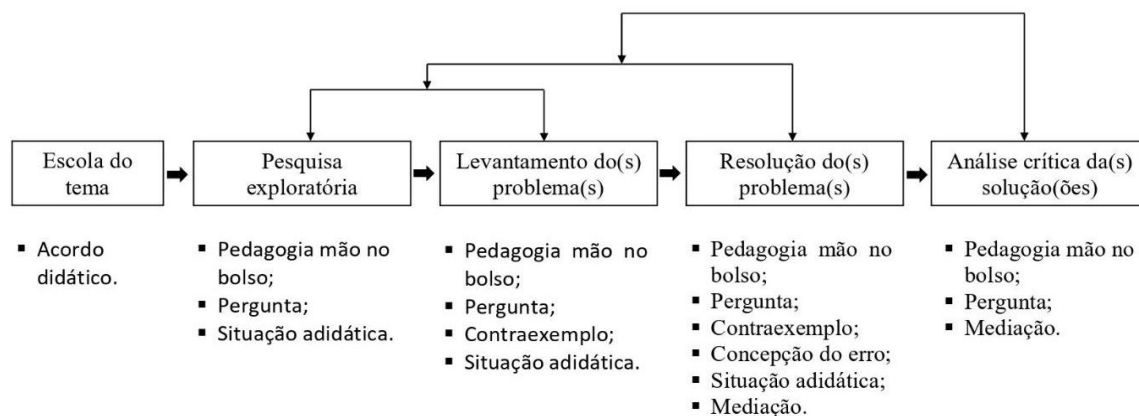 Escola do
tema
Pesquisa
exploratória
Levantamento do(s)
problema(s)
Resolução do(s)
problema(s)
Análise crítica da(s)
solução(ões)
▪ Acordo
didático.
▪ Pedagogia mão no
bolso;
▪ Pergunta;
▪ Situação adidática.
▪ Pedagogia mão no
bolso;
▪ Pergunta;
▪ Contraexemplo;
▪ Situação adidática.
▪ Pedagogia mão no
bolso;
▪ Pergunta;
▪ Contraexemplo;
▪ Concepção do erro;
▪ Situação adidática;
▪ Mediação.
▪ Pedagogia mão no
bolso;
▪ Pergunta;
▪ Mediação.